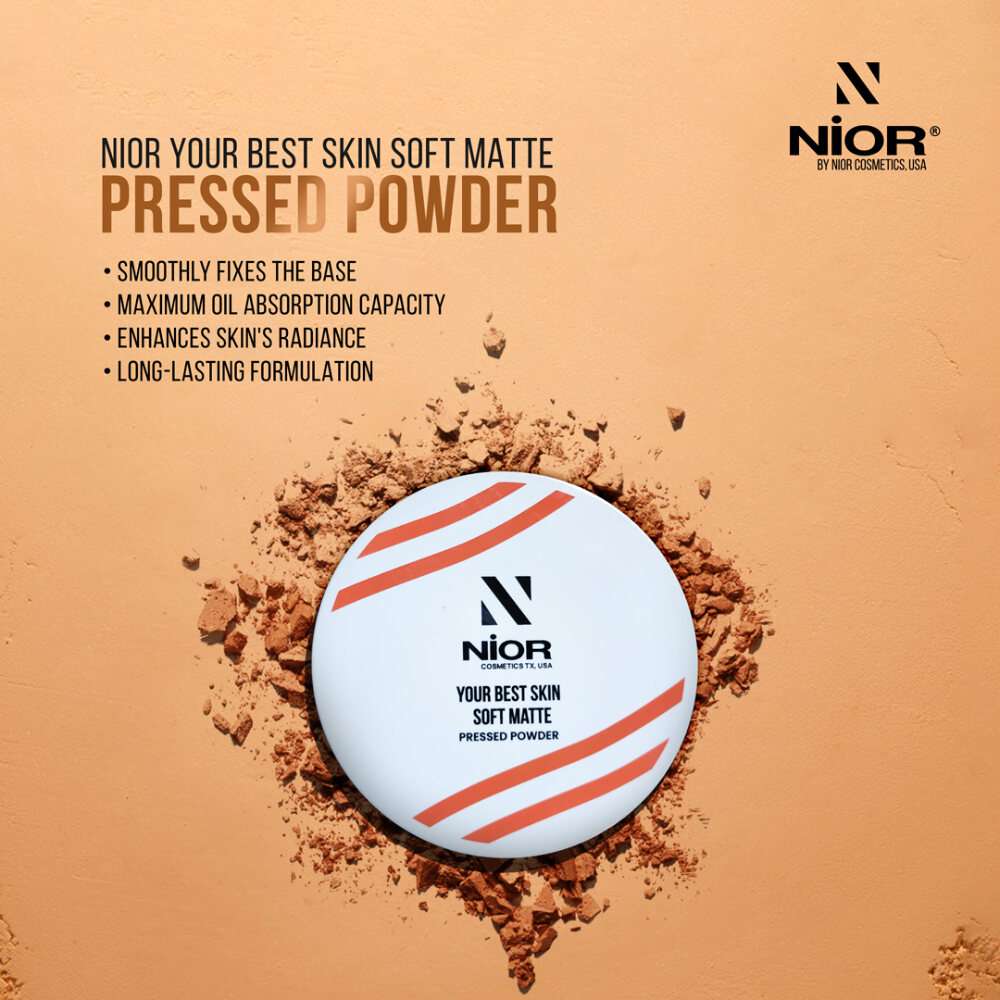 NIOR YOUR BEST SKIN SOFT MATTE
PRESSED POWDER
• SMOOTHLY FIXES THE BASE
• MAXIMUM OIL ABSORPTION CAPACITY
• ENHANCES SKIN'S RADIANCE
• LONG-LASTING FORMULATION
N
NiOR®
BY NIOR COSMETICS, USA
N
NiOR
COSMETICS TX, USA
YOUR BEST SKIN
SOFT MATTE
PRESSED POWDER